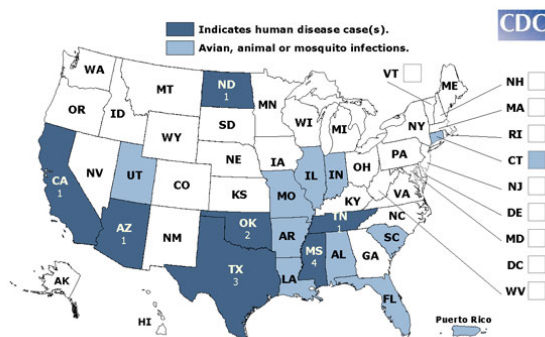 Indicates human disease case(s).
Avian, animal or mosquito infections.
CDC
WA
MT
ND
1
MN
VT
ME
NH
OR
ID
SD
WI
MI
NY
MA
WY
RI
CA
1
NV
UT
NE
IA
IL
IN
OH
PA
CT
CO
KS
MO
KY
VA
NJ
AZ
1
NM
OK
2
AR
TN
1
NC
DE
SC
MD
TX
3
LA
MS
4
AL
GA
DC
AK
HI
FL
WV
Puerto Rico